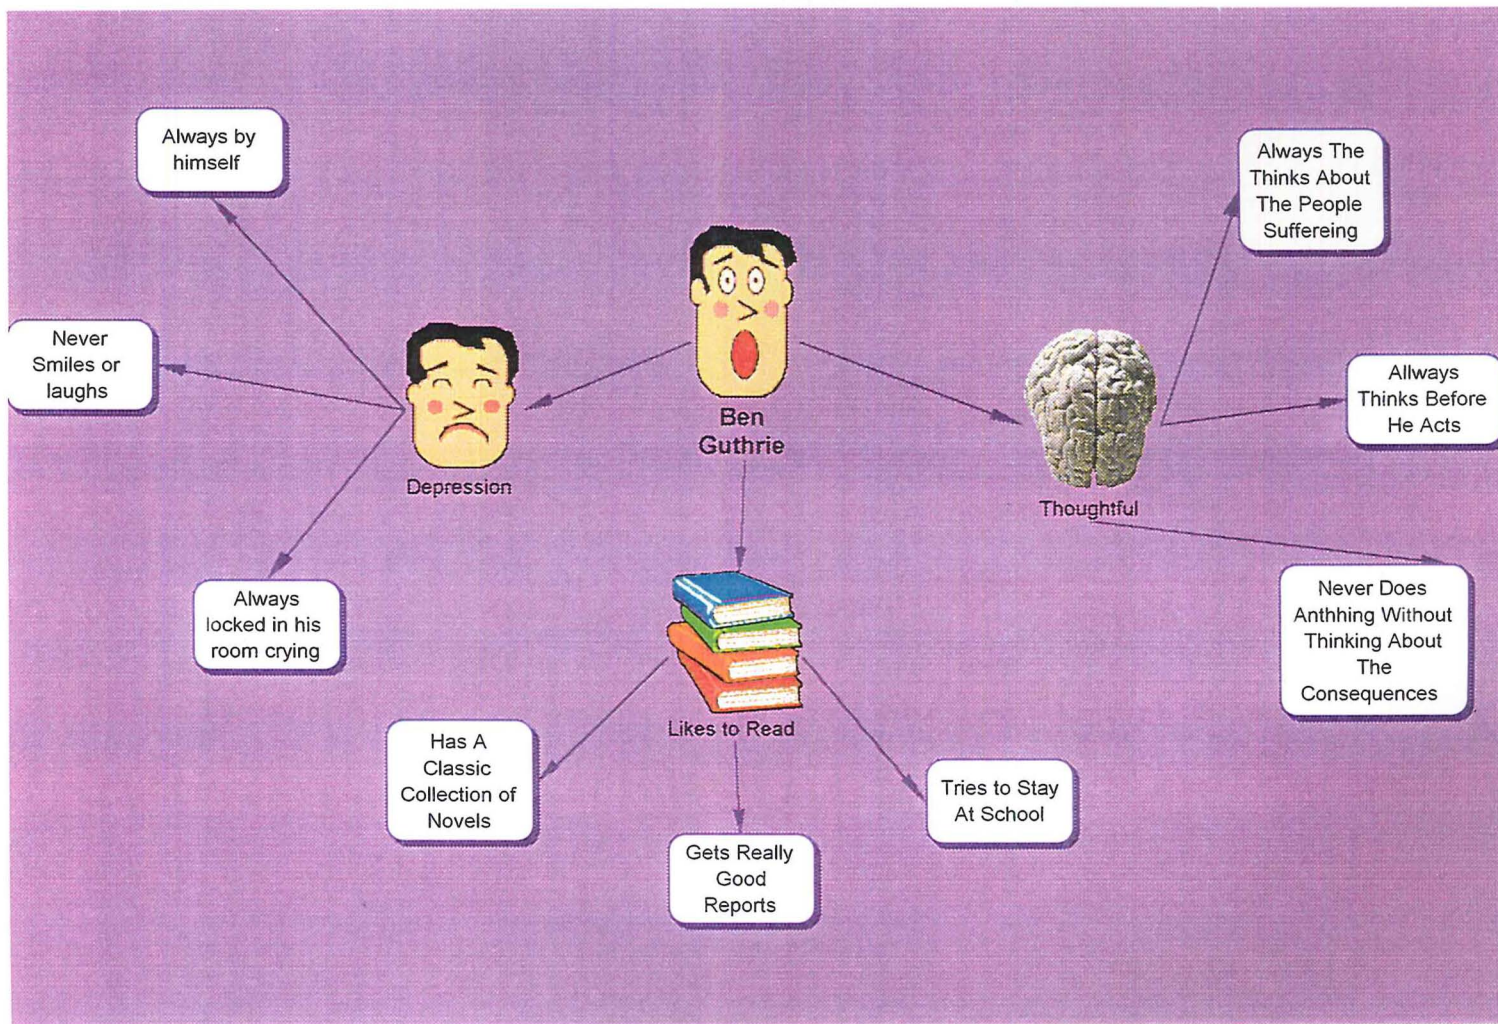 Ben
Guthrie
Depression
Always by
himself
Never
Smiles or
laughs
Always
locked in his
room crying
Likes to Read
Has A
Classic
Collection of
Novels
Gets Really
Good
Reports
Tries to Stay
At School
Thoughtful
Always The
Thinks About
The People
Suffereing
Allways
Thinks Before
He Acts
Never Does
Anthhing Without
Thinking About
The
Consequences